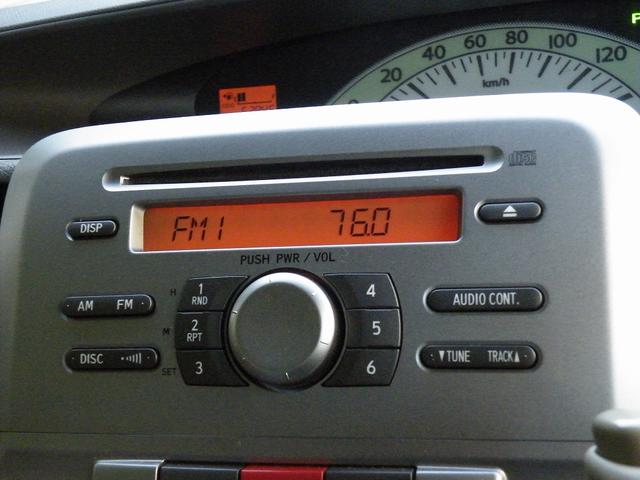 20 40 60 80 100 120
km/h
DISP
FM1 76.0
PUSH PWR / VOL
AM FM
H
1
RND
4
AUDIO CONT.
M
2
RPT
5
DISC
SET
3
6
▼TUNE TRACK▲